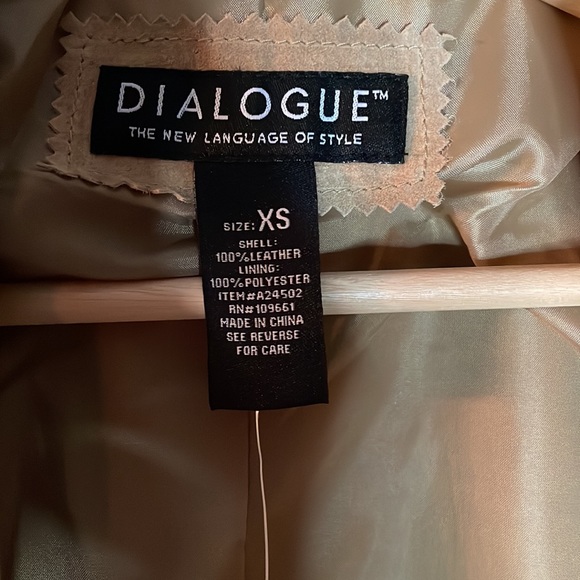 DIALOGUE™
THE NEW LANGUAGE OF STYLE
SIZE: XS
SHELL:
100%LEATHER
LINING:
100%POLYESTER
ITEM#A24502
RN#109661
MADE IN CHINA
SEE REVERSE
FOR CARE